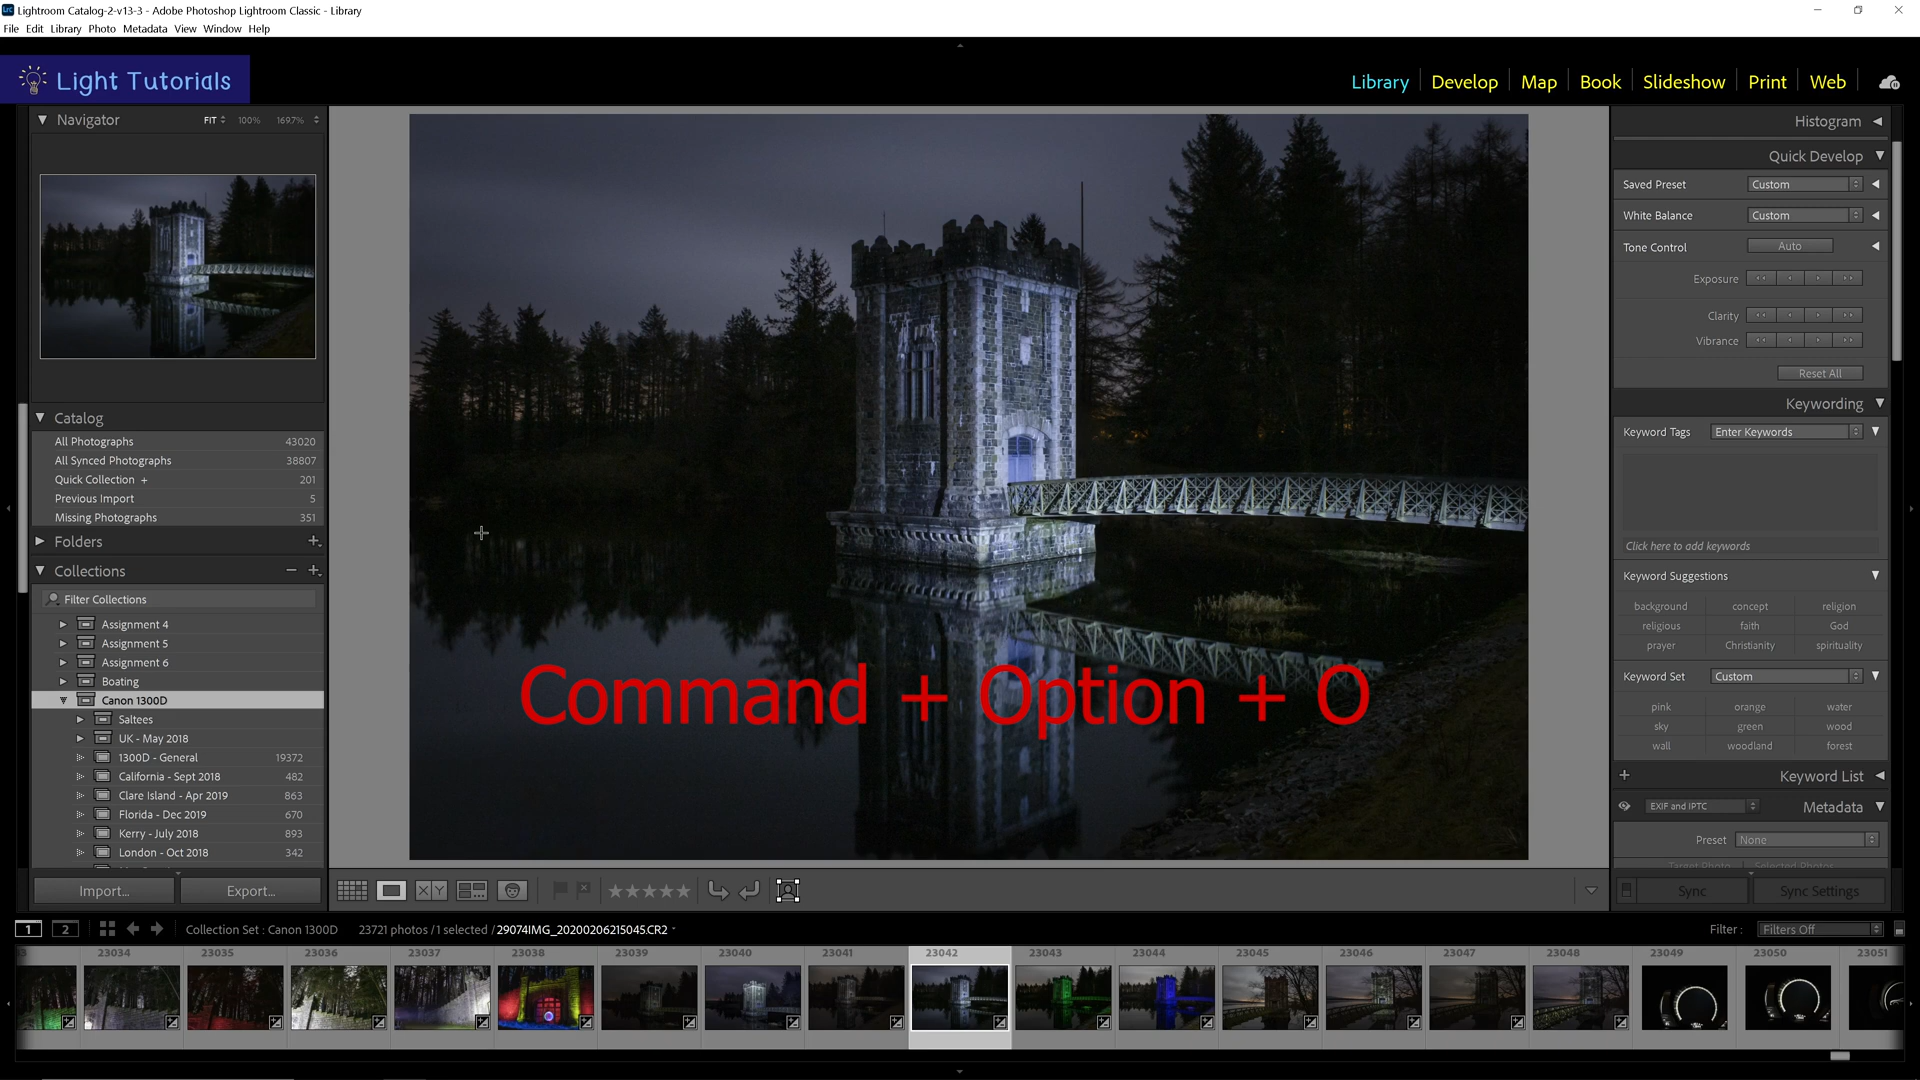 Lightroom Catalog-2-v13-3 - Adobe Photoshop Lightroom Classic - Library
File Edit Library Photo Metadata View Window Help
Light Tutorials
Library Develop Map Book Slideshow Print Web
Navigator FIT 100% 169.7%
Catalog
All Photographs 43020
All Synced Photographs 38807
Quick Collection + 201
Previous Import 5
Missing Photographs 351
Folders
Collections
Filter Collections
Assignment 4
Assignment 5
Assignment 6
Boating
Canon 1300D
Saltees
UK - May 2018
1300D - General 19372
California - Sept 2018 482
Clare Island - Apr 2019 863
Florida - Dec 2019 670
Kerry - July 2018 893
London - Oct 2018 342
Import... Export...
Command + Option + O
Histogram
Quick Develop
Saved Preset Custom
White Balance Custom
Tone Control Auto
Exposure
Clarity
Vibrance
Reset All
Keywording
Keyword Tags Enter Keywords
Click here to add keywords
Keyword Suggestions
background concept religion
religious faith God
prayer Christianity spirituality
Keyword Set Custom
pink orange water
sky green wood
wall woodland forest
Keyword List
EXIF and IPTC Metadata
Preset None
Target Photo Selected Photos
Sync Sync Settings
1 2 Collection Set : Canon 1300D 23721 photos / 1 selected / 29074IMG_20200206215045.CR2 Filter : Filters Off
33 23034 23035 23036 23037 23038 23039 23040 23041 23042 23043 23044 23045 23046 23047 23048 23049 23050 23051